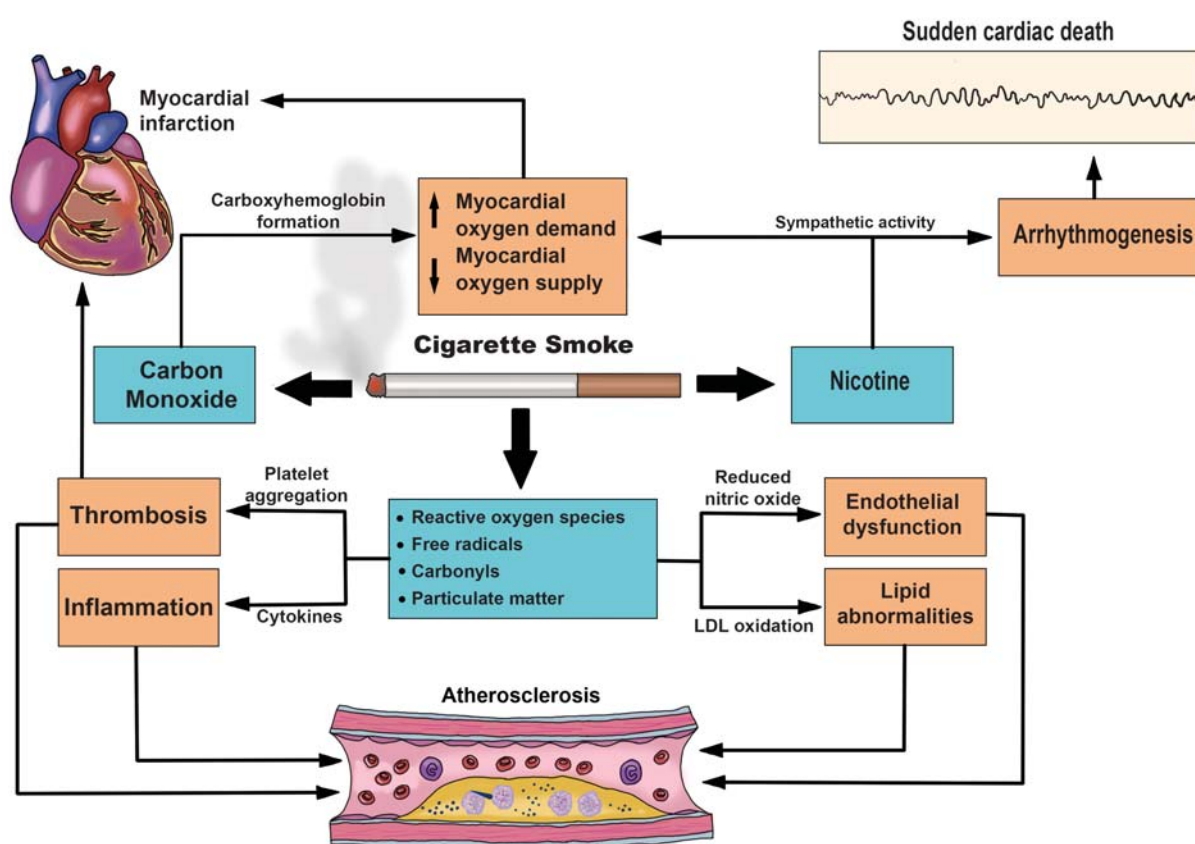 Sudden cardiac death
Myocardial
infarction
Carboxyhemoglobin
formation
Myocardial
oxygen demand
Myocardial
oxygen supply
Sympathetic activity
Arrhythmogenesis
Cigarette Smoke
Carbon
Monoxide
Nicotine
Platelet
aggregation
Thrombosis
Inflammation
Cytokines
• Reactive oxygen species
• Free radicals
• Carbonyls
• Particulate matter
Reduced
nitric oxide
Endothelial
dysfunction
Lipid
abnormalities
LDL oxidation
Atherosclerosis